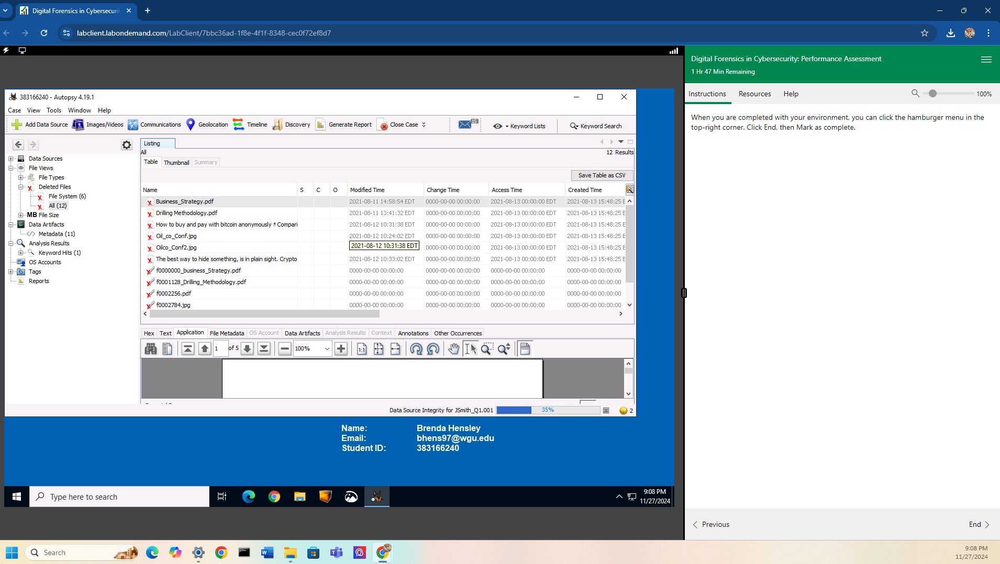 Digital Forensics in Cybersecurit
labclient.labondemand.com/LabClient/7bbc36ad-1f8e-4f1f-8348-cec0f72ef8d7
Digital Forensics in Cybersecurity: Performance Assessment
1 Hr 47 Min Remaining
Instructions Resources Help 100%
When you are completed with your environment, you can click the hamburger menu in the
top-right corner. Click End, then Mark as complete.
383166240 - Autopsy 4.19.1
Case View Tools Window Help
Add Data Source Images/Videos Communications Geolocation Timeline Discovery Generate Report Close Case 15 Keyword Lists Keyword Search
Data Sources
File Views
File Types
Deleted Files
File System (6)
All (12)
MB File Size
Data Artifacts
Metadata (11)
Analysis Results
Keyword Hits (1)
OS Accounts
Tags
Reports
Listing
All 12 Results
Table Thumbnail Summary
Save Table as CSV
Name S C O Modified Time Change Time Access Time Created Time
Business_Strategy.pdf 2021-08-11 14:58:54 EDT 0000-00-00 00:00:00 2021-08-13 00:00:00 EDT 2021-08-13 15:48:25 E
Drilling Methodology.pdf 2021-08-11 13:41:32 EDT 0000-00-00 00:00:00 2021-08-13 00:00:00 EDT 2021-08-13 15:48:25 E
How to buy and pay with bitcoin anonymously Compari 2021-08-12 10:31:38 EDT 0000-00-00 00:00:00 2021-08-13 00:00:00 EDT 2021-08-13 15:48:25 E
Oil_co_Conf.jpg 2021-08-12 10:24:02 EDT 0000-00-00 00:00:00 2021-08-13 00:00:00 EDT 2021-08-13 15:48:25 E
Oilco_Conf2.jpg 2021-08-12 10:31:38 EDT 0000-00-00 00:00:00 2021-08-13 00:00:00 EDT 2021-08-13 15:48:25 E
The best way to hide something, is in plain sight. Crypto 2021-08-12 10:33:02 EDT 0000-00-00 00:00:00 2021-08-13 00:00:00 EDT 2021-08-13 15:48:25 E
f0000000_business_Strategy.pdf 0000-00-00 00:00:00 0000-00-00 00:00:00 0000-00-00 00:00:00 0000-00-00 00:00:00
f0001128_Drilling_Methodology.pdf 0000-00-00 00:00:00 0000-00-00 00:00:00 0000-00-00 00:00:00 0000-00-00 00:00:00
f0002256.pdf 0000-00-00 00:00:00 0000-00-00 00:00:00 0000-00-00 00:00:00 0000-00-00 00:00:00
f0002784.jpg 0000-00-00 00:00:00 0000-00-00 00:00:00 0000-00-00 00:00:00 0000-00-00 00:00:00
Hex Text Application File Metadata OS Account Data Artifacts Analysis Results Context Annotations Other Occurrences
1 of 5 100% 1:1
Data Source Integrity for JSmith_Q1.001 35% 2
Name: Brenda Hensley
Email: bhens97@wgu.edu
Student ID: 383166240
Type here to search
9:08 PM
11/27/2024
Previous End
Search
9:08 PM
11/27/2024